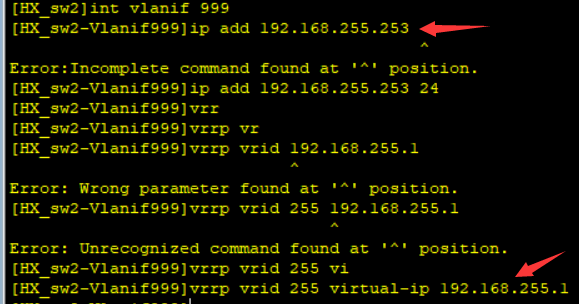 [HX_sw2]int vlanif 999
[HX_sw2-Vlanif999]ip add 192.168.255.253
^
Error:Incomplete command found at '^' position.
[HX_sw2-Vlanif999]ip add 192.168.255.253 24
[HX_sw2-Vlanif999]vrr
[HX_sw2-Vlanif999]vrrp vr
[HX_sw2-Vlanif999]vrrp vrid 192.168.255.1
^
Error: Wrong parameter found at '^' position.
[HX_sw2-Vlanif999]vrrp vrid 255 192.168.255.1
^
Error: Unrecognized command found at '^' position.
[HX_sw2-Vlanif999]vrrp vrid 255 vi
[HX_sw2-Vlanif999]vrrp vrid 255 virtual-ip 192.168.255.1
[HX_sw2-Vlanif999]